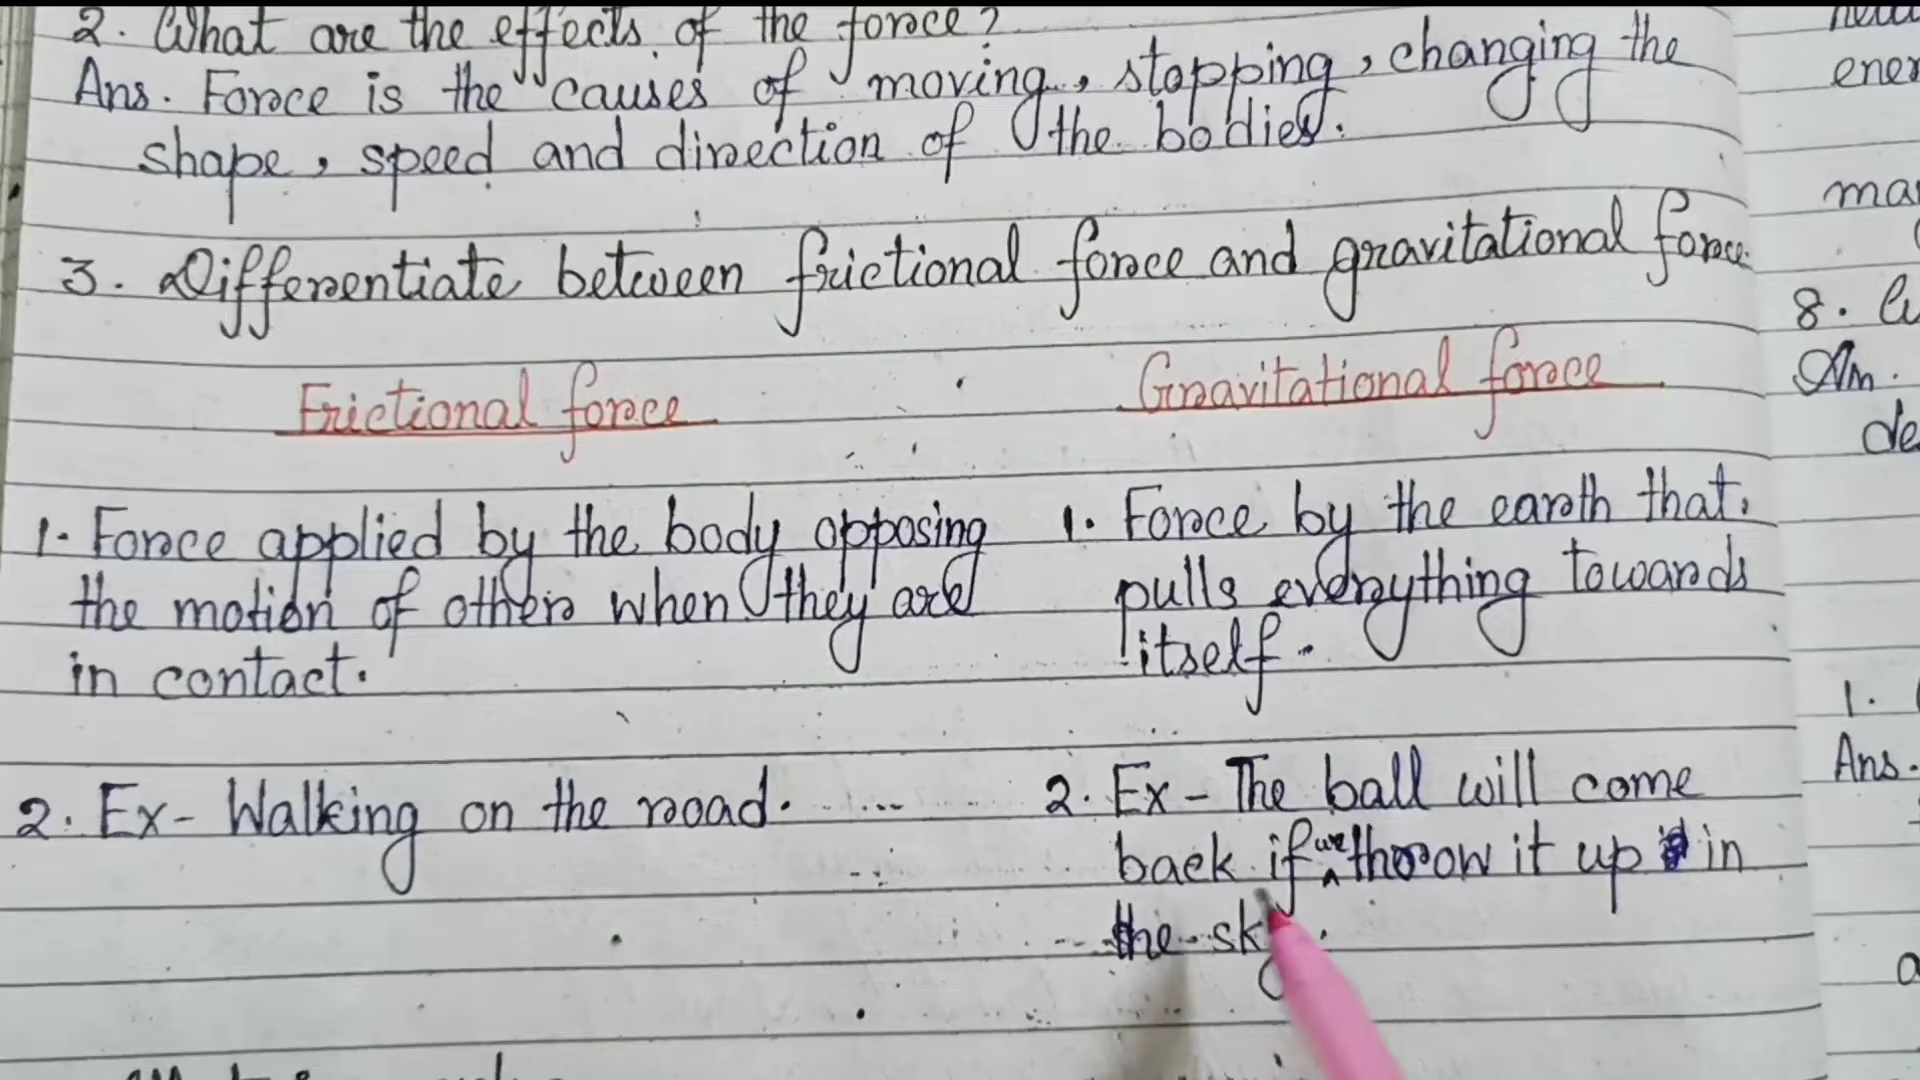 2. What are the effects of the force?
Ans. Force is the causes of moving, stopping, changing the
shape, speed and direction of the bodies.
3. Differentiate between frictional force and gravitational force.
Frictional force
1. Force applied by the body opposing
the motion of other when they are
in contact.
2. Ex- Walking on the road.
Gravitational force
1. Force by the earth that
pulls everything towards
itself.
2. Ex- The ball will come
back if we throw it up in
the sky.
ener
8.
de
1.
Ans.